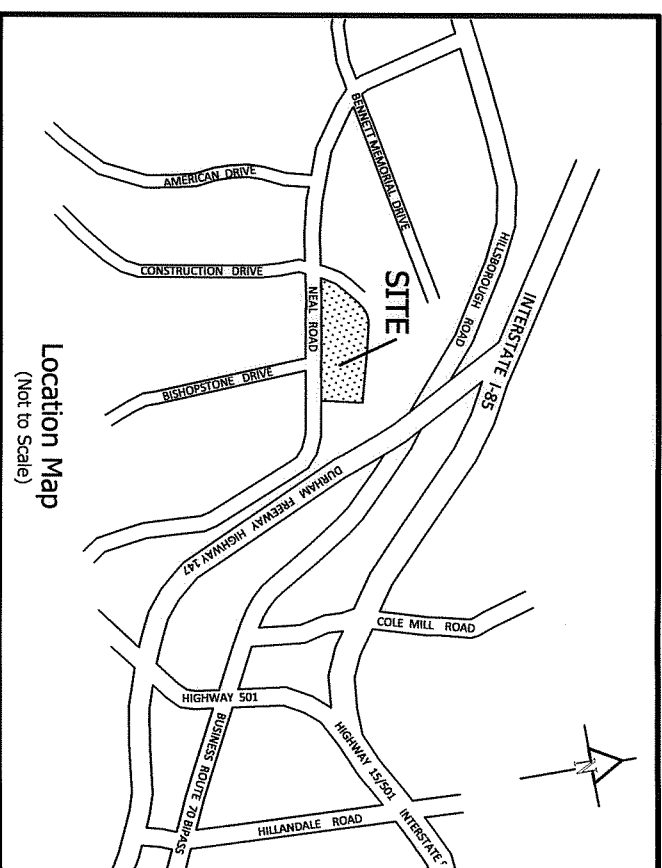 BENNETT MEMORIAL DRIVE
HILLSBOROUGH ROAD
INTERSTATE I-85
AMERICAN DRIVE
CONSTRUCTION DRIVE
SITE
NEAL ROAD
BISHOPSTONE DRIVE
DURHAM FREEWAY HIGHWAY 147
COLE MILL ROAD
HIGHWAY 501
BUSINESS ROUTE 70 BIPASS
HIGHWAY 15/501
INTERSTATE
HILLANDALE ROAD
N
Location Map
(Not to Scale)